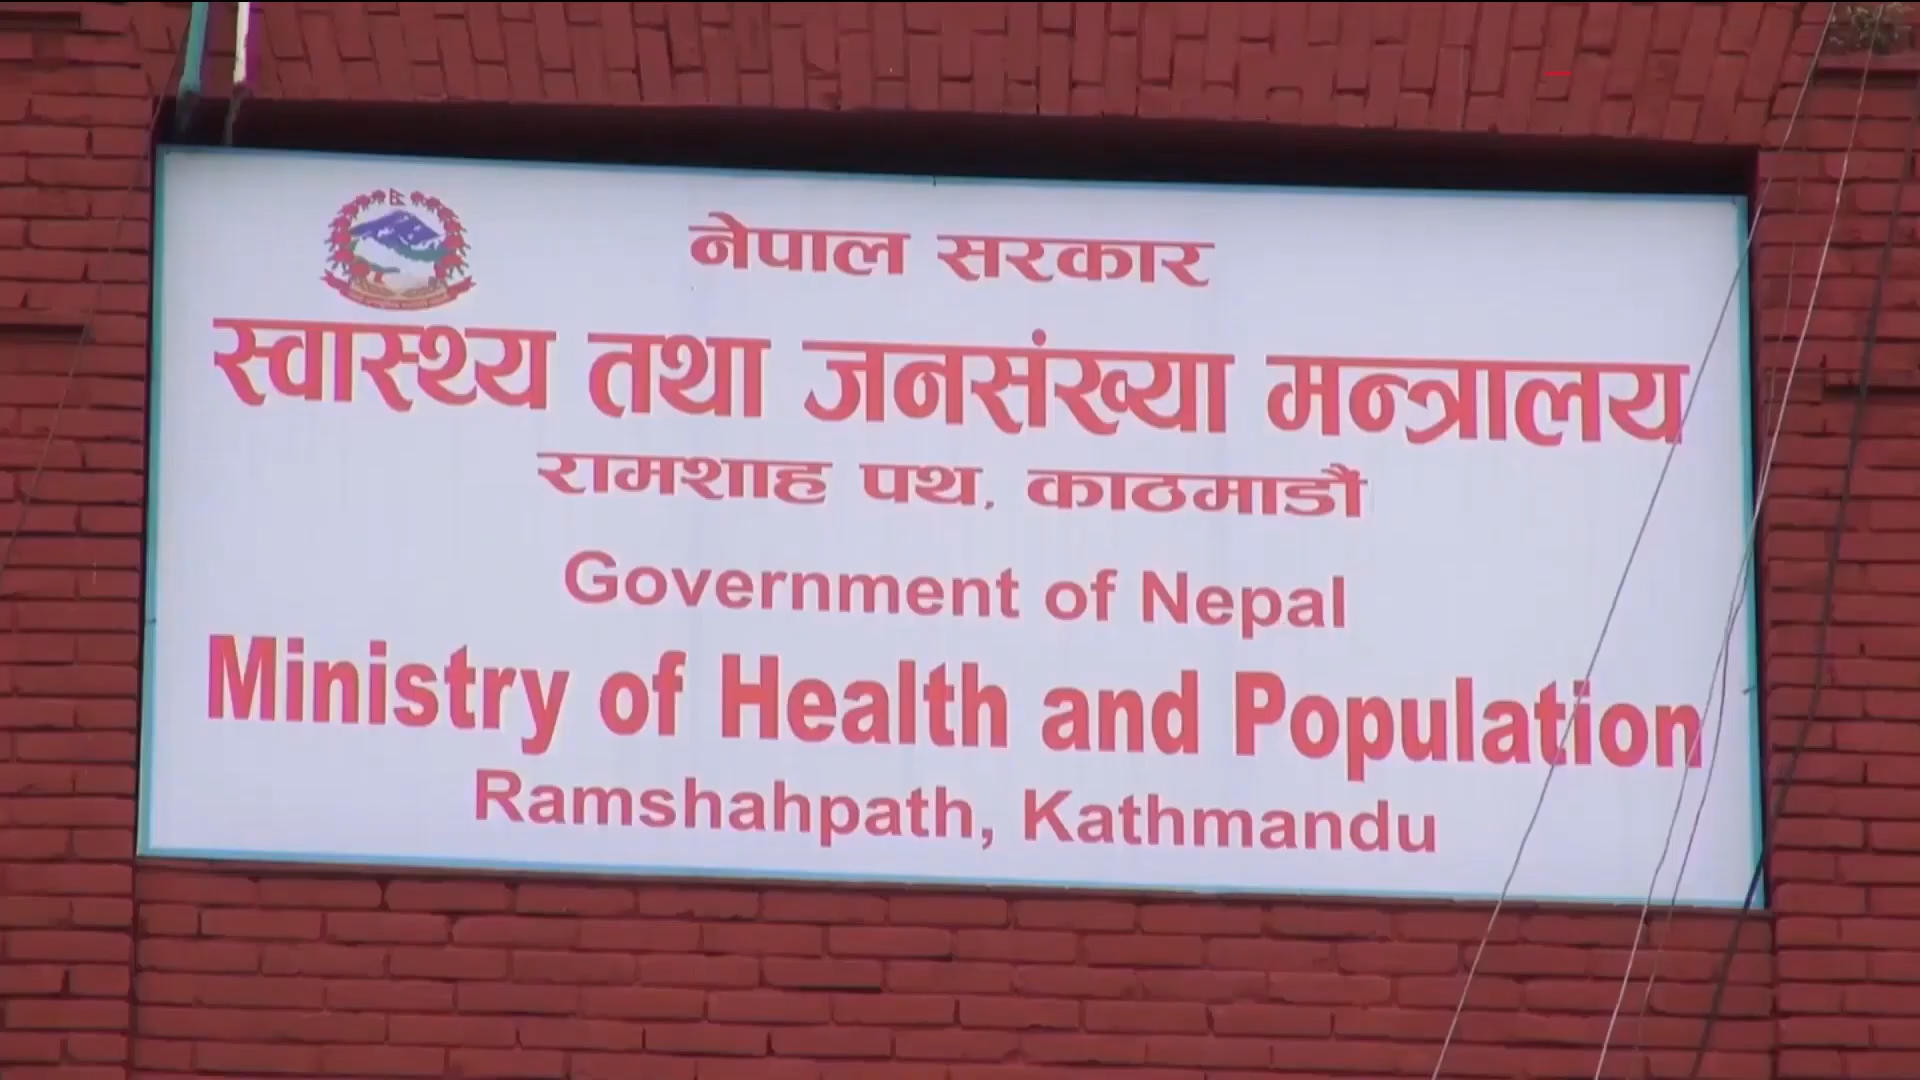 नेपाल सरकार
स्वास्थ्य तथा जनसंख्या मन्त्रालय
रामशाह पथ, काठमाडौं
Government of Nepal
Ministry of Health and Population
Ramshahpath, Kathmandu